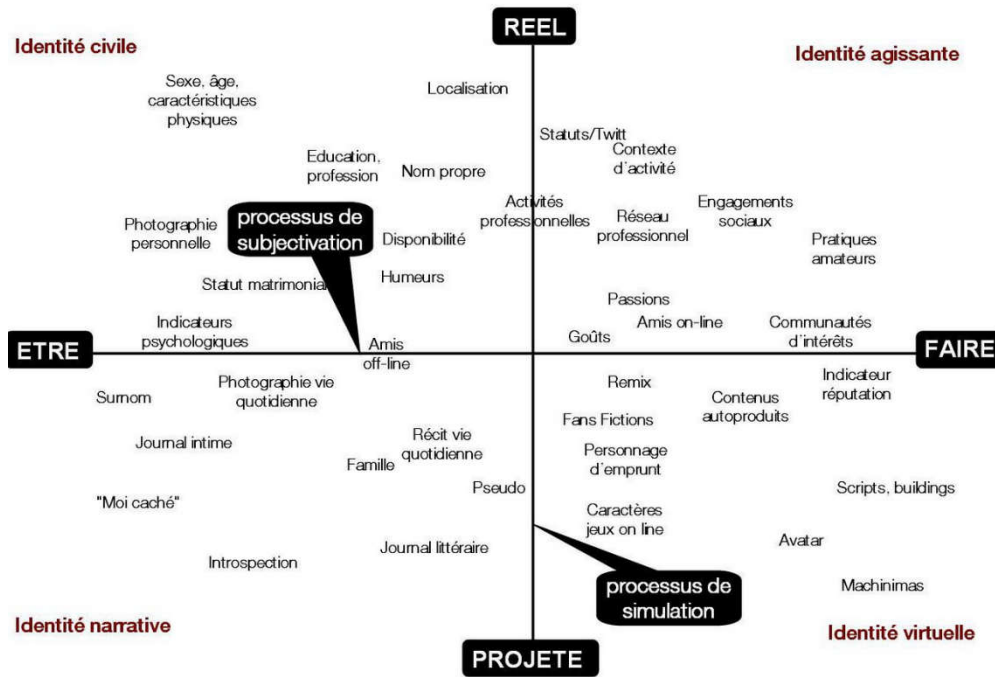 REEL
Identité civile
Identité agissante
Sexe, âge,
caractéristiques
physiques
Localisation
Statuts/Twitt
Contexte
d'activité
Education,
profession
Nom propre
Activités
professionnelles
Réseau
professionnel
Engagements
sociaux
Photographie
personnelle
processus de
subjectivation
Disponibilité
Pratiques
amateurs
Statut matrimonial
Humeurs
Passions
Indicateurs
psychologiques
Goûts
Amis on-line
Communautés
d'intérêts
ETRE
Amis
off-line
FAIRE
Surnom
Photographie vie
quotidienne
Remix
Contenus
autoproduits
Indicateur
réputation
Journal intime
Famille
Récit vie
quotidienne
Fans Fictions
Personnage
d'emprunt
"Moi caché"
Pseudo
Caractères
jeux on line
Scripts, buildings
Introspection
Journal littéraire
Avatar
processus de
simulation
Machinimas
Identité narrative
Identité virtuelle
PROJETE